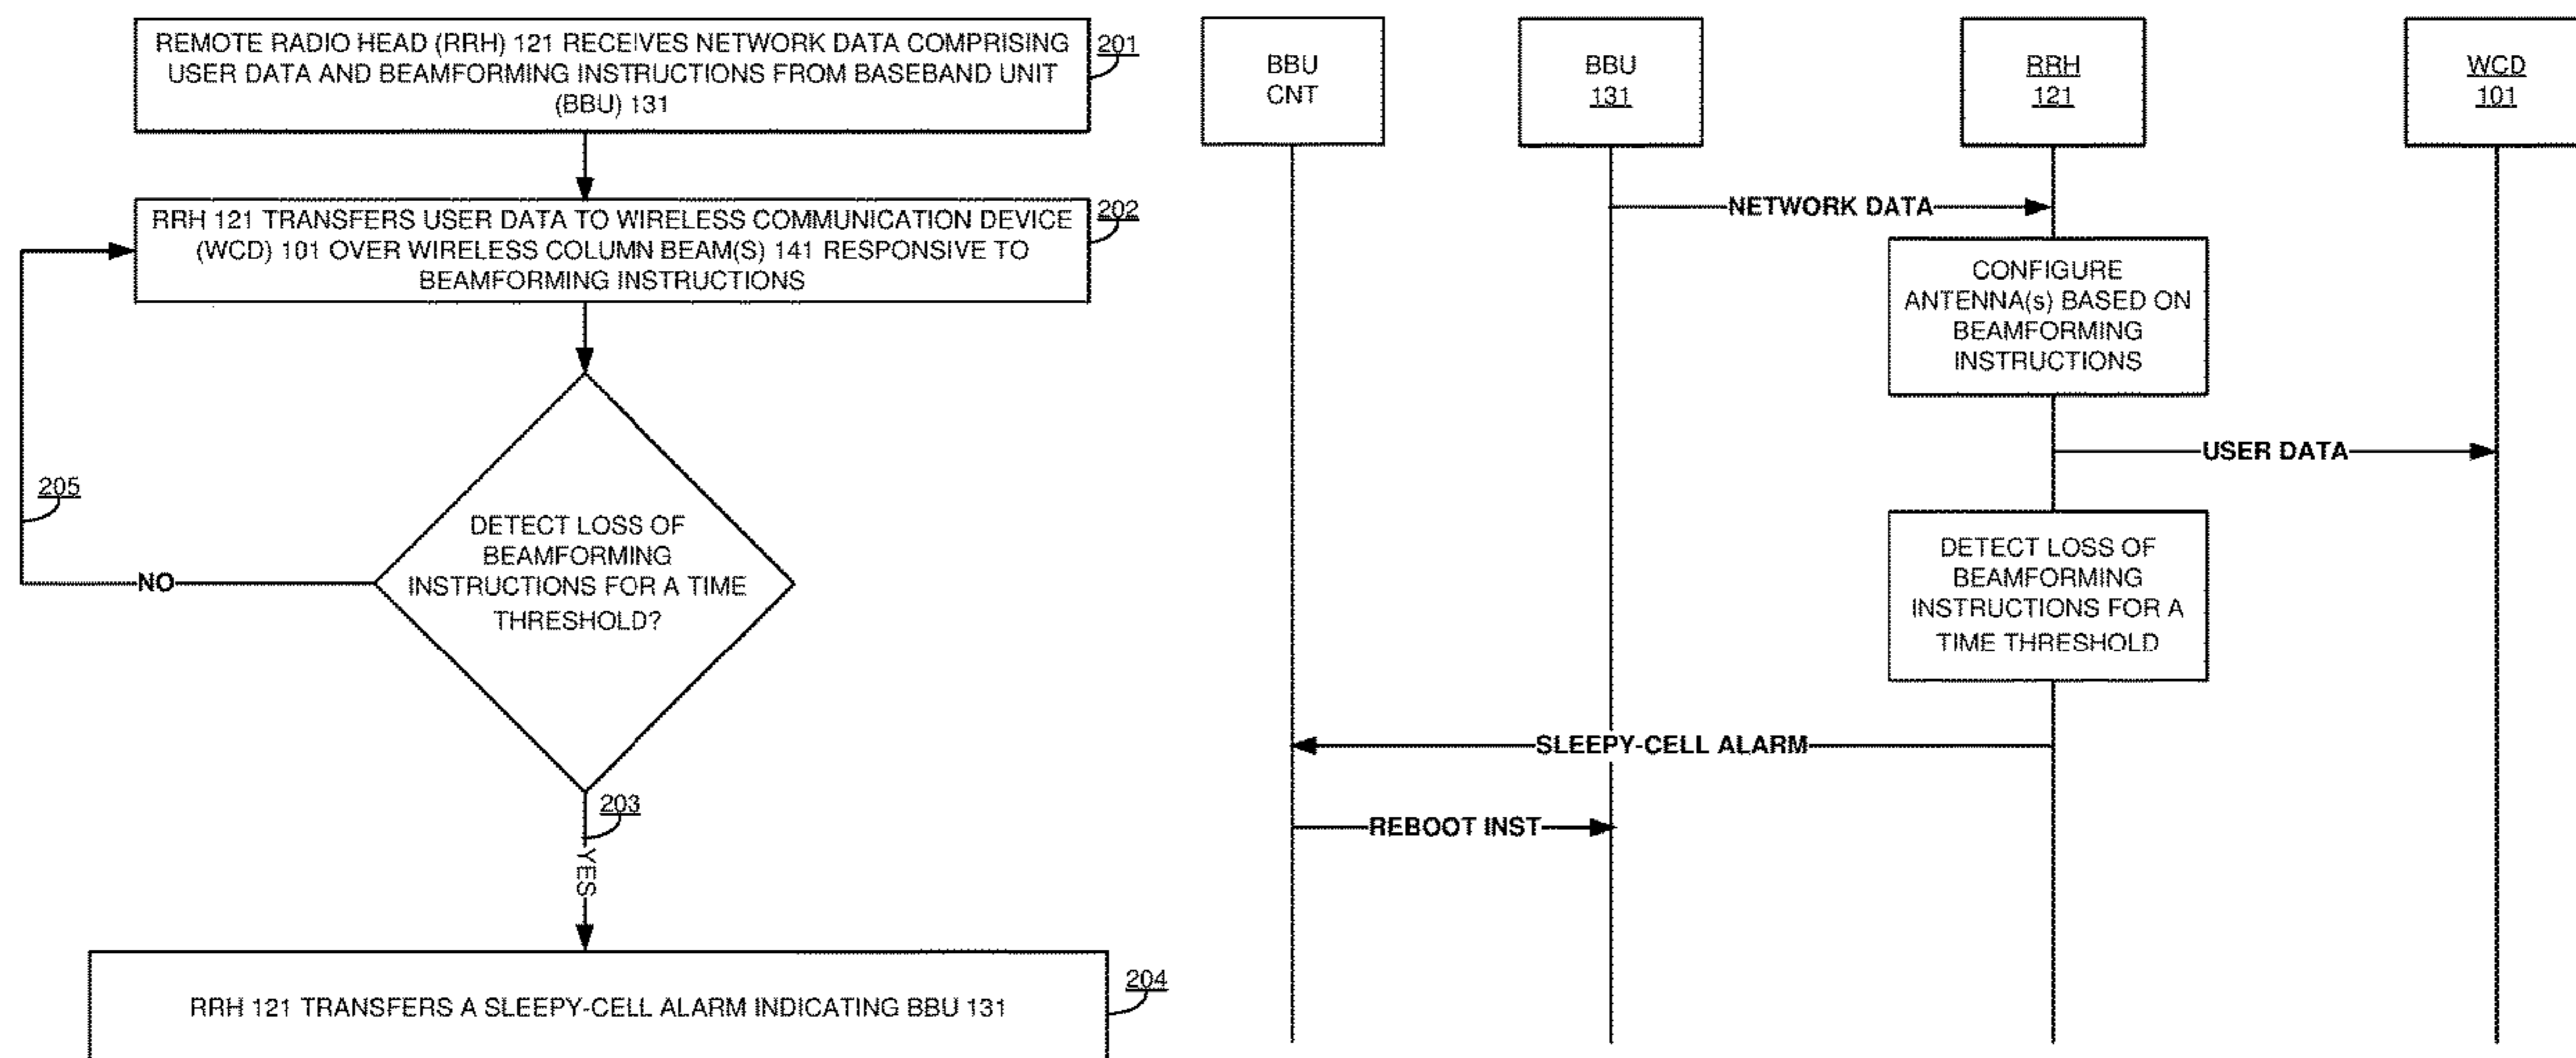 REMOTE RADIO HEAD (RRH) 121 RECEIVES NETWORK DATA COMPRISING
USER DATA AND BEAMFORMING INSTRUCTIONS FROM BASEBAND UNIT
(BBU) 131
201
RRH 121 TRANSFERS USER DATA TO WIRELESS COMMUNICATION DEVICE
(WCD) 101 OVER WIRELESS COLUMN BEAM(S) 141 RESPONSIVE TO
BEAMFORMING INSTRUCTIONS
202
205
DETECT LOSS OF
BEAMFORMING
INSTRUCTIONS FOR A TIME
THRESHOLD?
NO
203
YES
RRH 121 TRANSFERS A SLEEPY-CELL ALARM INDICATING BBU 131
204
BBU
CNT
BBU
131
RRH
121
WCD
101
NETWORK DATA
CONFIGURE
ANTENNA(s) BASED ON
BEAMFORMING
INSTRUCTIONS
USER DATA
DETECT LOSS OF
BEAMFORMING
INSTRUCTIONS FOR A
TIME THRESHOLD
SLEEPY-CELL ALARM
REBOOT INST